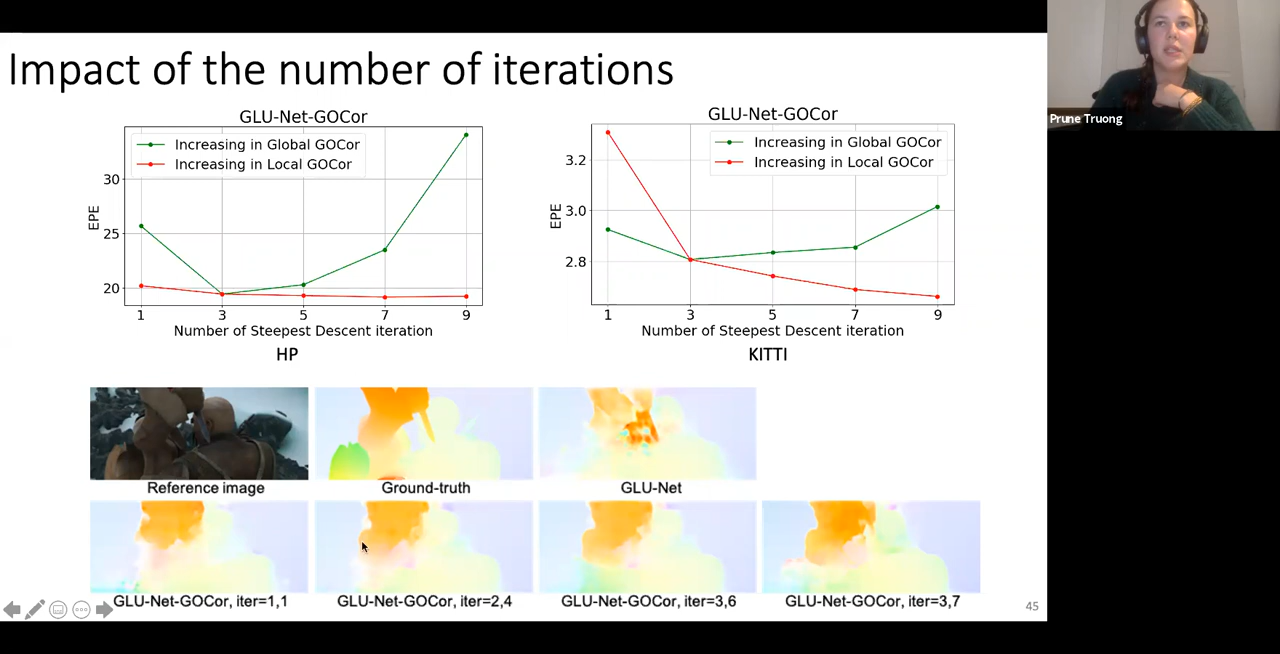 Impact of the number of iterations
GLU-Net-GOCor
Increasing in Global GOCor
Increasing in Local GOCor
30
25
20
EPE
1 3 5 7 9
Number of Steepest Descent iteration
HP
GLU-Net-GOCor
Increasing in Global GOCor
Increasing in Local GOCor
3.2
3.0
2.8
EPE
1 3 5 7 9
Number of Steepest Descent iteration
KITTI
Reference image
Ground-truth
GLU-Net
GLU-Net-GOCor, iter=1,1
GLU-Net-GOCor, iter=2,4
GLU-Net-GOCor, iter=3,6
GLU-Net-GOCor, iter=3,7
45
Prune Truong